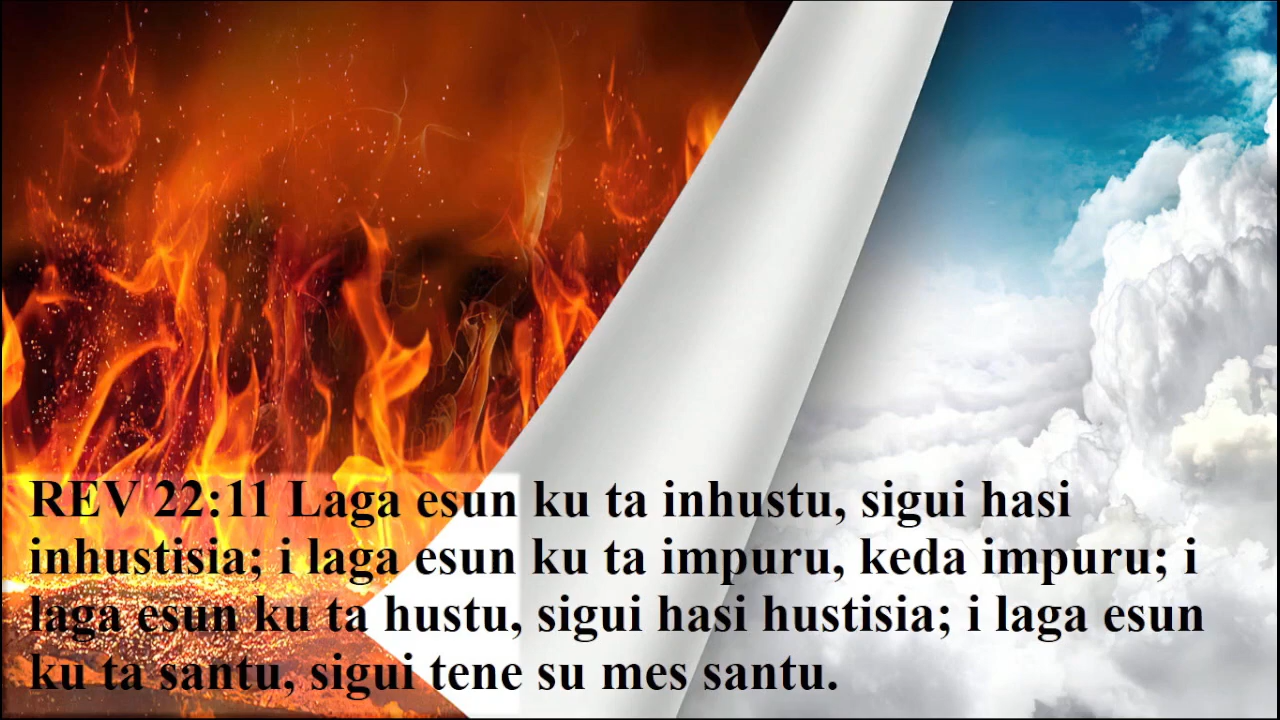 REV 22:11 Laga esun ku ta inhustu, sigui hasi
inhustisia; i laga esun ku ta impuru, keda impuru; i
laga esun ku ta hustu, sigui hasi hustisia; i laga esun
ku ta santu, sigui tene su mes santu.